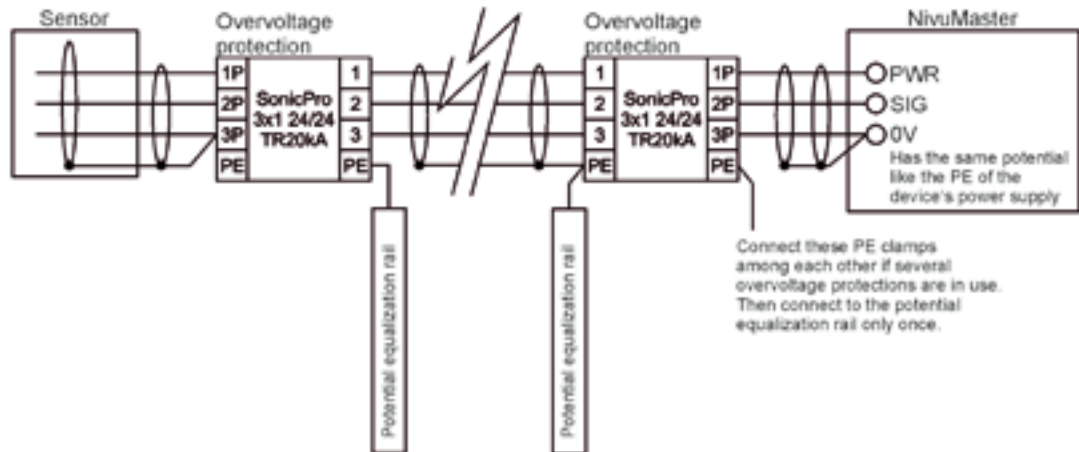 Sensor
Overvoltage
protection
1P
2P
3P
PE
SonicPro
3x1 24/24
TR20kA
1
2
3
PE
Potential equalization rail
Overvoltage
protection
1
2
3
PE
SonicPro
3x1 24/24
TR20kA
1P
2P
3P
PE
Potential equalization rail
NivuMaster
PWR
SIG
0V
Has the same potential
like the PE of the
device's power supply
Connect these PE clamps
among each other if several
overvoltage protections are in use.
Then connect to the potential
equalization rail only once.